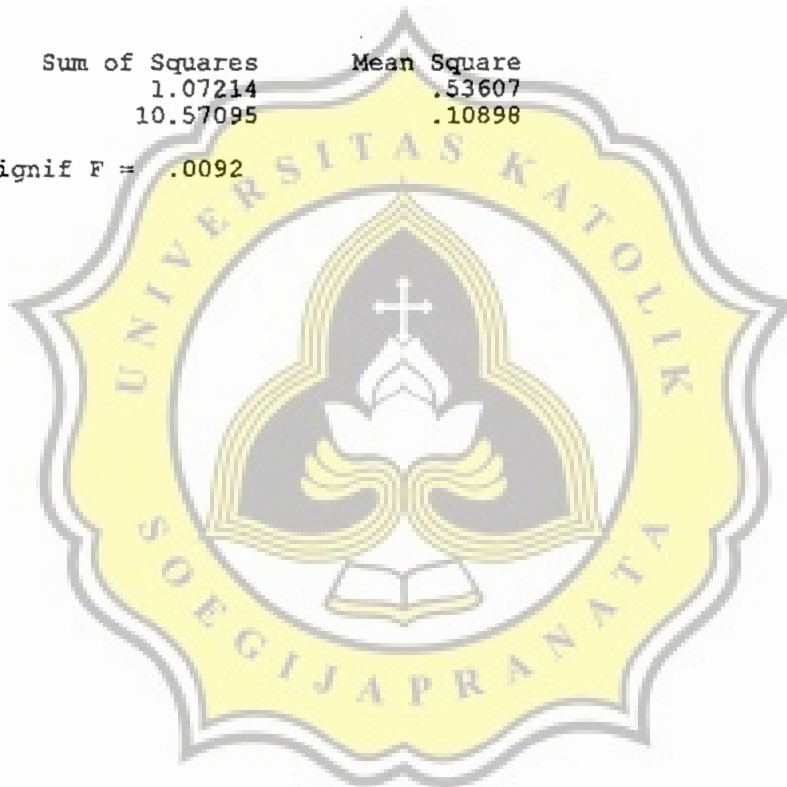 Sum of Squares Mean Square
1.07214 .53607
10.57095 .10898
ignif F = .0092
UNIVERSITAS KATOLIK
SOEGIJAPRANATA